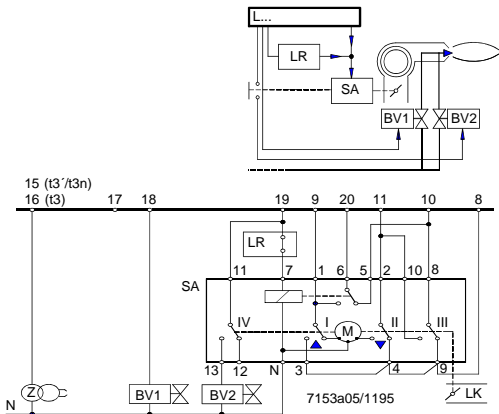 L...
LR
SA
BV1
BV2
15 (t3´/t3n)
16 (t3)
17
18
19
9
20
11
10
8
LR
11
7
1
6
5
2
10
8
SA
IV
I
M
II
III
13
12
N
3
4
9
Z
BV1
BV2
7153a05/1195
LK
N